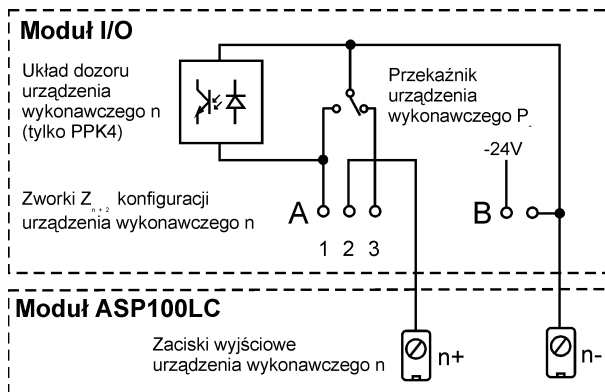 Moduł I/O
Układ dozoru
urządzenia
wykonawczego n
(tylko PPK4)
Przekaźnik
urządzenia
wykonawczego P
-24V
Zworki Z n + 2 konfiguracji
urządzenia wykonawczego n
A
B
1 2 3
Moduł ASP100LC
Zaciski wyjściowe
urządzenia wykonawczego n
n+
n-